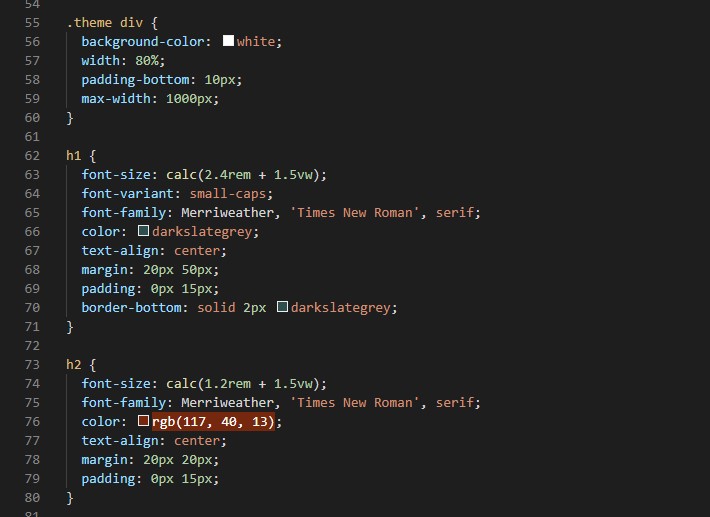 54
55 .theme div {
56 background-color: white;
57 width: 80%;
58 padding-bottom: 10px;
59 max-width: 1000px;
60 }
61
62 h1 {
63 font-size: calc(2.4rem + 1.5vw);
64 font-variant: small-caps;
65 font-family: Merriweather, 'Times New Roman', serif;
66 color: darkslategrey;
67 text-align: center;
68 margin: 20px 50px;
69 padding: 0px 15px;
70 border-bottom: solid 2px darkslategrey;
71 }
72
73 h2 {
74 font-size: calc(1.2rem + 1.5vw);
75 font-family: Merriweather, 'Times New Roman', serif;
76 color: rgb(117, 40, 13);
77 text-align: center;
78 margin: 20px 20px;
79 padding: 0px 15px;
80 }
81